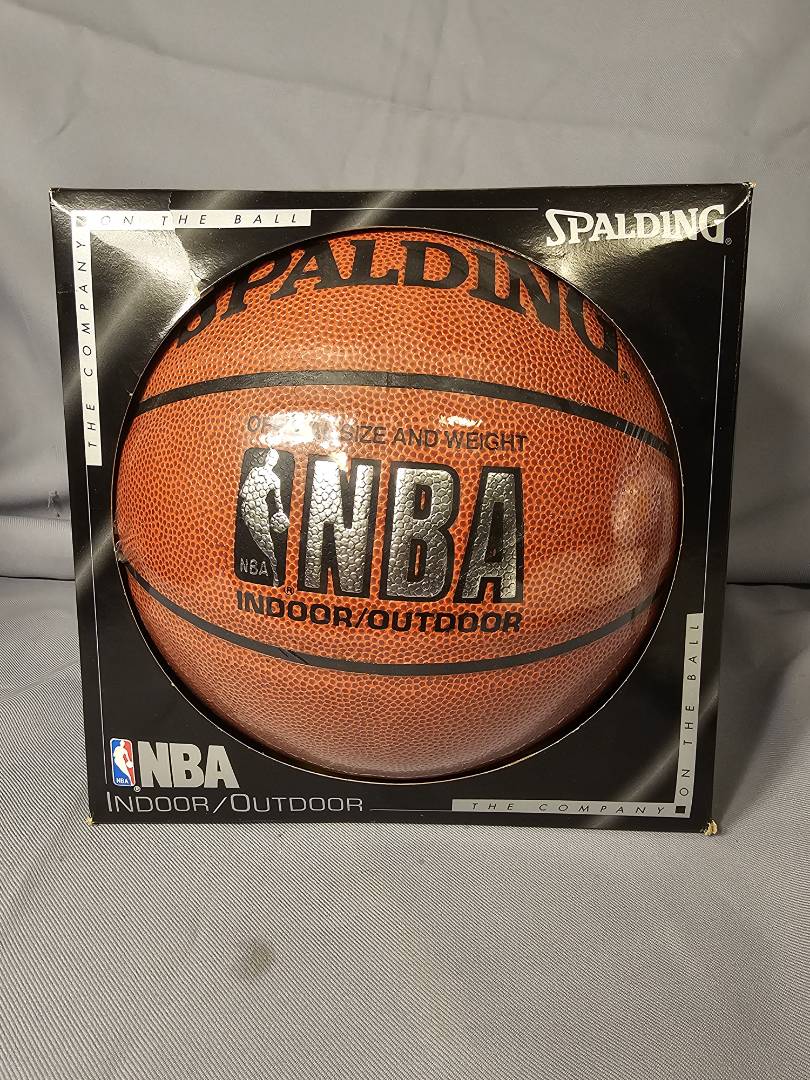 ON THE BALL
THE COMPANY
SPALDING®
SPALDING
OFFICIAL SIZE AND WEIGHT
NBA
NBA
®
INDOOR/OUTDOOR
NBA
NBA
®
INDOOR/OUTDOOR
THE COMPANY
ON THE BALL